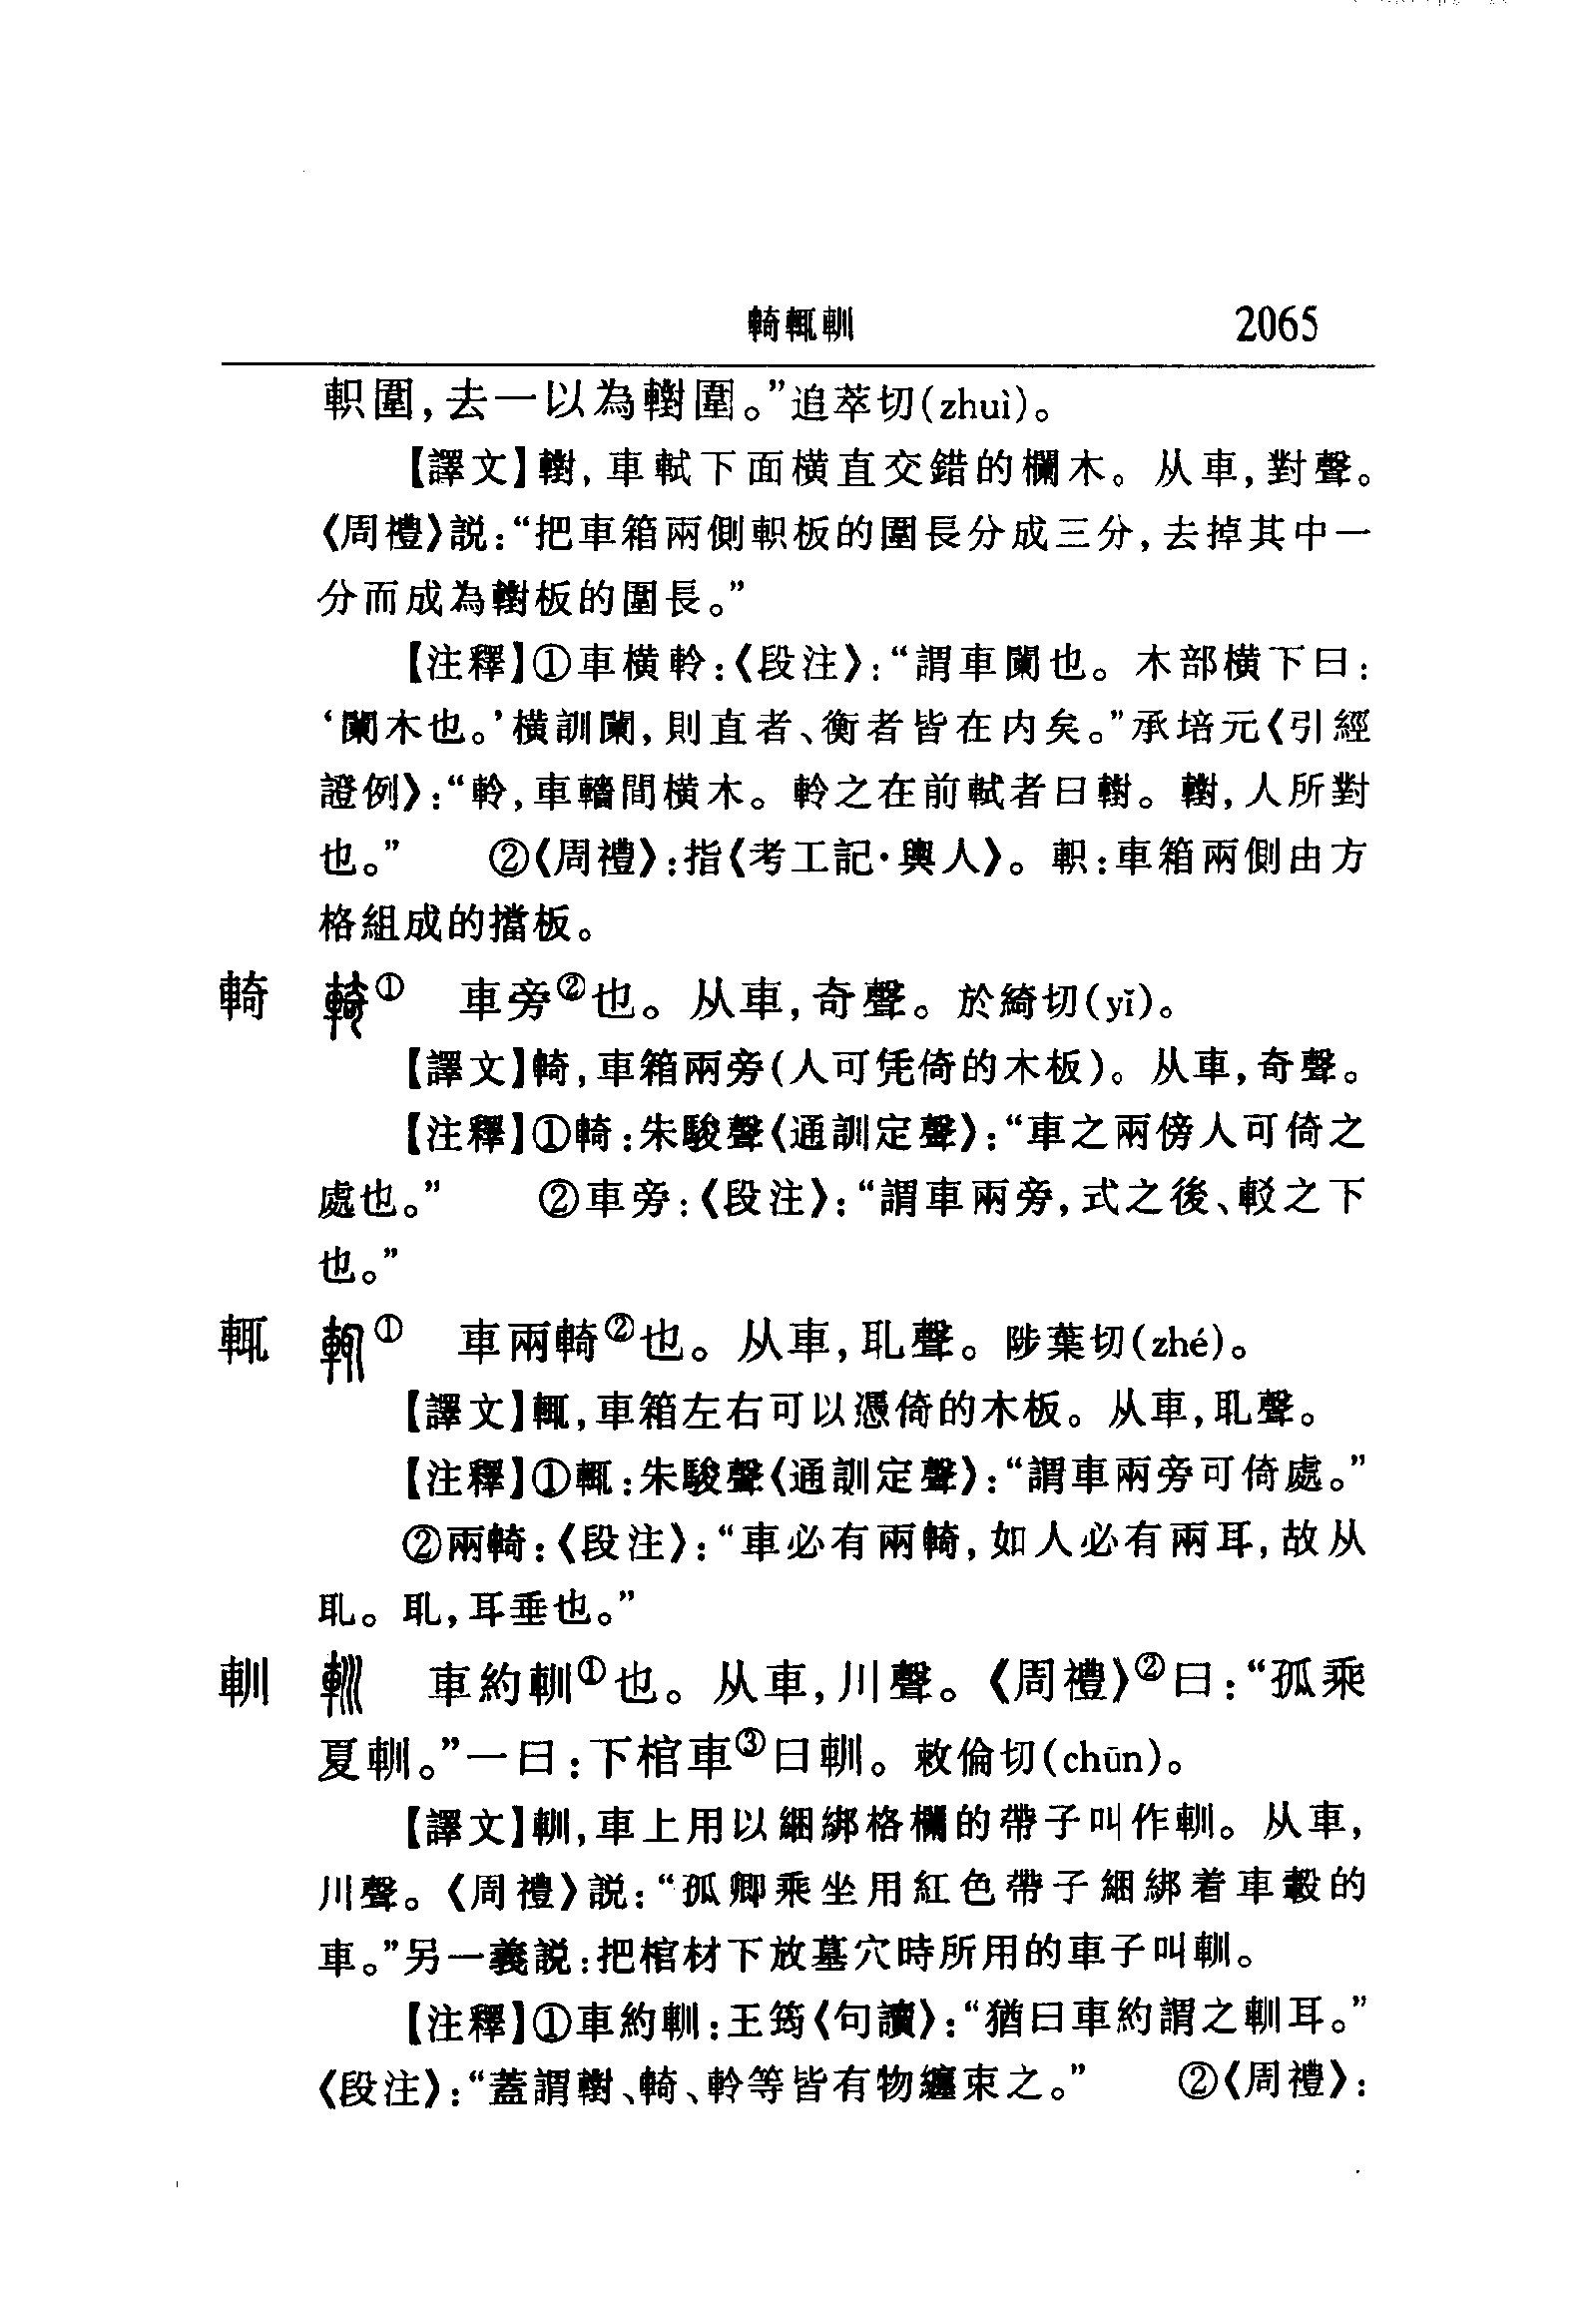 輢輒軕 2065
軹圍,去一以為轛圍。”追萃切(zhuì)。
【譯文】轛,車軾下面橫直交錯的欄木。从車,對聲。
《周禮》説:“把車箱兩側軹板的圍長分成三分,去掉其中一
分而成為轛板的圍長。”
【注釋】①車橫軨:《段注》:“謂車闌也。木部橫下曰:
‘闌木也。’橫訓闌,則直者、衡者皆在内矣。”承培元《引經
證例》:“軨,車轖間横木。軨之在前軾者曰轛。轛,人所對
也。” ②《周禮》:指《考工記·輿人》。軹:車箱兩側由方
格組成的擋板。
輢 輢① 車旁②也。从車,奇聲。於綺切(yǐ)。
【譯文】輢,車箱兩旁(人可凭倚的木板)。从車,奇聲。
【注釋】①輢:朱駿聲《通訓定聲》:“車之兩傍人可倚之
處也。” ②車旁:《段注》:“謂車兩旁,式之後、較之下
也。”
輒 輒① 車兩輢②也。从車,耴聲。陟葉切(zhé)。
【譯文】輒,車箱左右可以憑倚的木板。从車,耴聲。
【注釋】①輒:朱駿聲《通訓定聲》:“謂車兩旁可倚處。”
②兩輢:《段注》:“車必有兩輢,如人必有兩耳,故从
耴。耴,耳垂也。”
軐 軐 車約軐①也。从車,川聲。《周禮》②曰:“孤乘
夏軐。”一曰:下棺車③曰軐。敕倫切(chūn)。
【譯文】軐,車上用以綑綁格欄的帶子叫作軐。从車,
川聲。《周禮》説:“孤卿乘坐用紅色帶子綑綁着車轂的
車。”另一義説:把棺材下放墓穴時所用的車子叫軐。
【注釋】①車約軐:王筠《句讀》:“猶曰車約謂之軐耳。”
《段注》:“蓋謂轛、輢、軨等皆有物纏束之。” ②《周禮》: